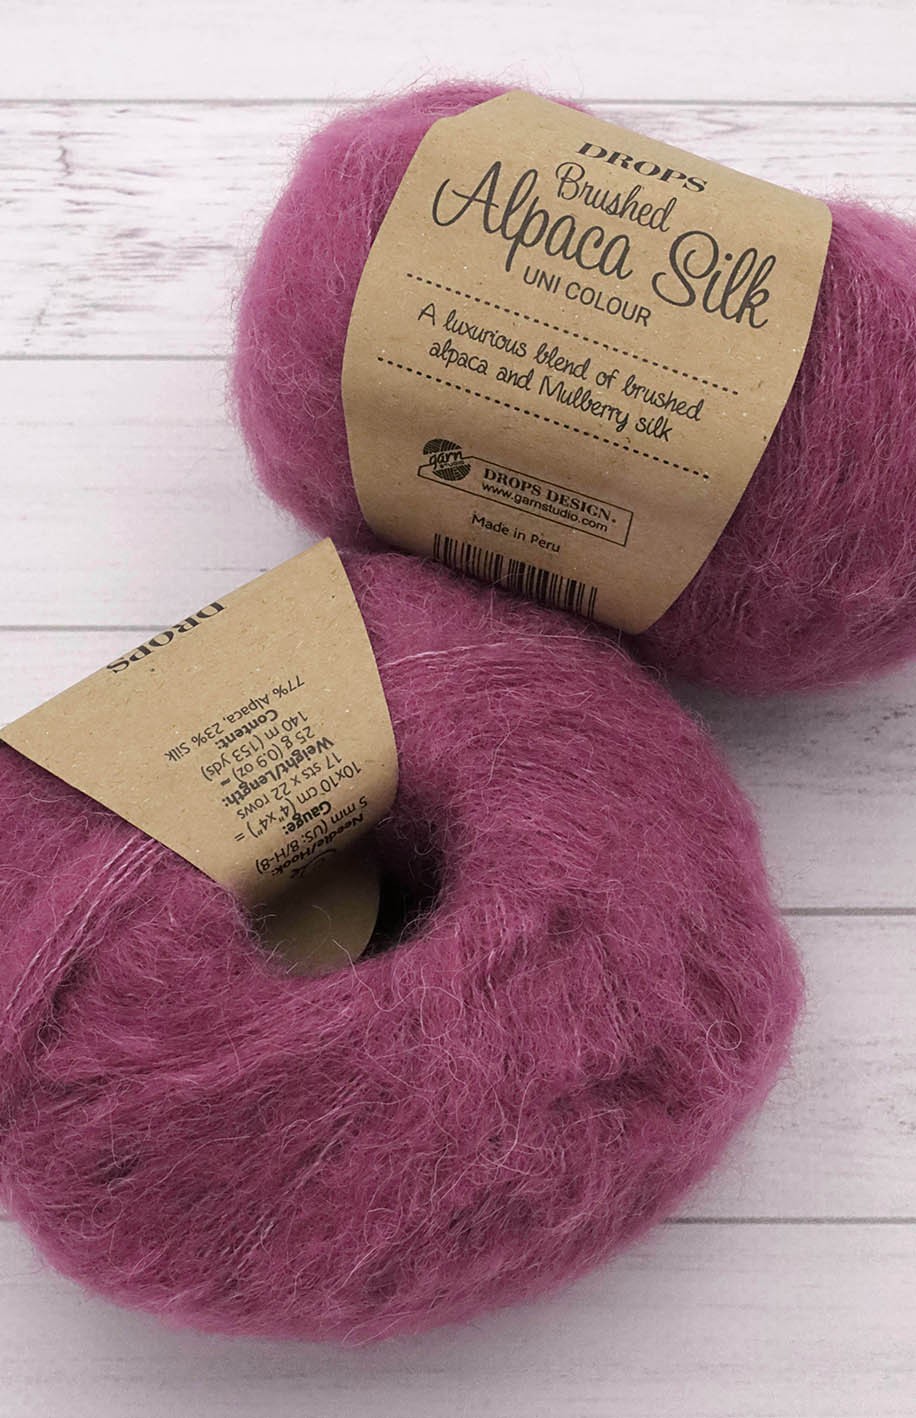 DROPS
Brushed
Alpaca Silk
UNI COLOUR
A luxurious blend of brushed
alpaca and Mulberry silk
garn
STUDIO
DROPS DESIGN.
www.garnstudio.com
Made in Peru
DROPS
Needle/Hook:
5 mm (US: 8/H-8)
Gauge:
10x10 cm (4"x4") =
17 sts x 22 rows
Weight/Length:
25 g (0.9 oz) =
140 m (153 yds)
Content:
77% Alpaca, 23% Silk